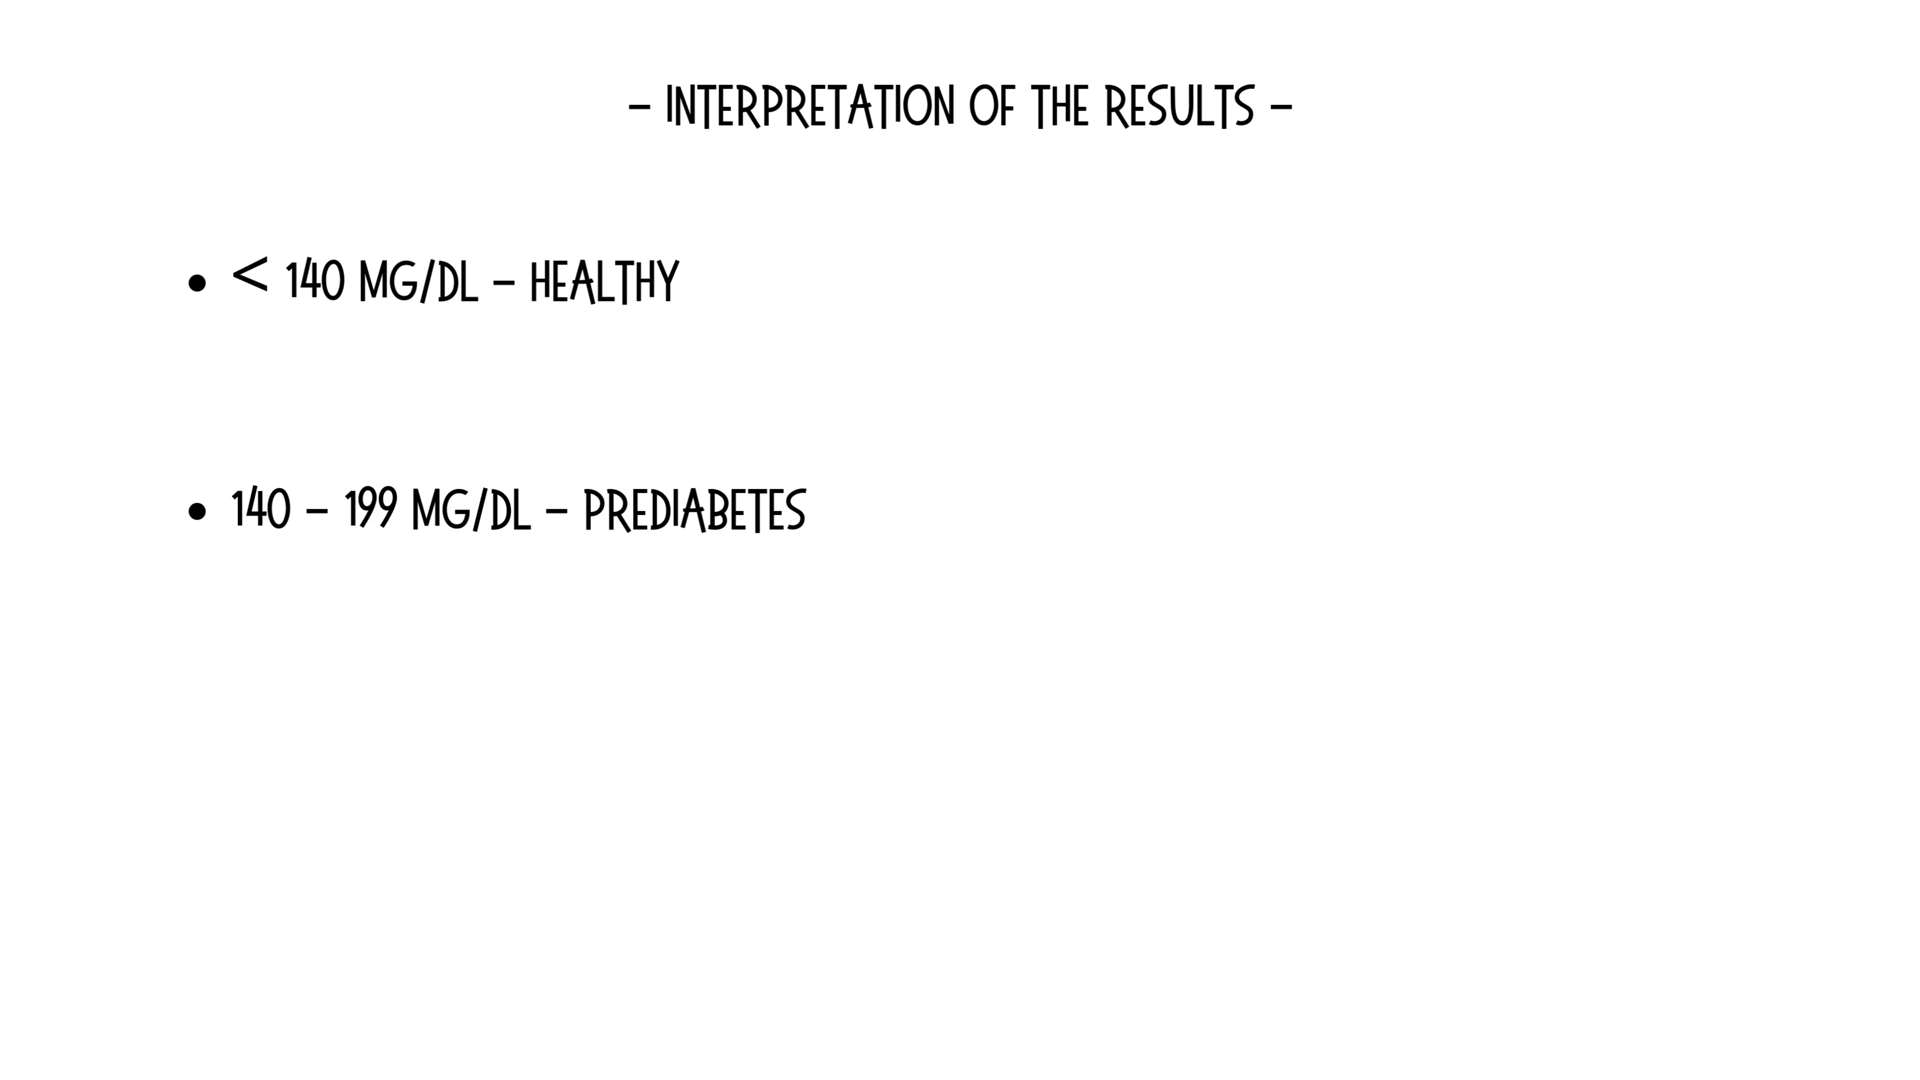 – INTERPRETATION OF THE RESULTS –
• < 140 MG/DL – HEALTHY
• 140 – 199 MG/DL – PREDIABETES